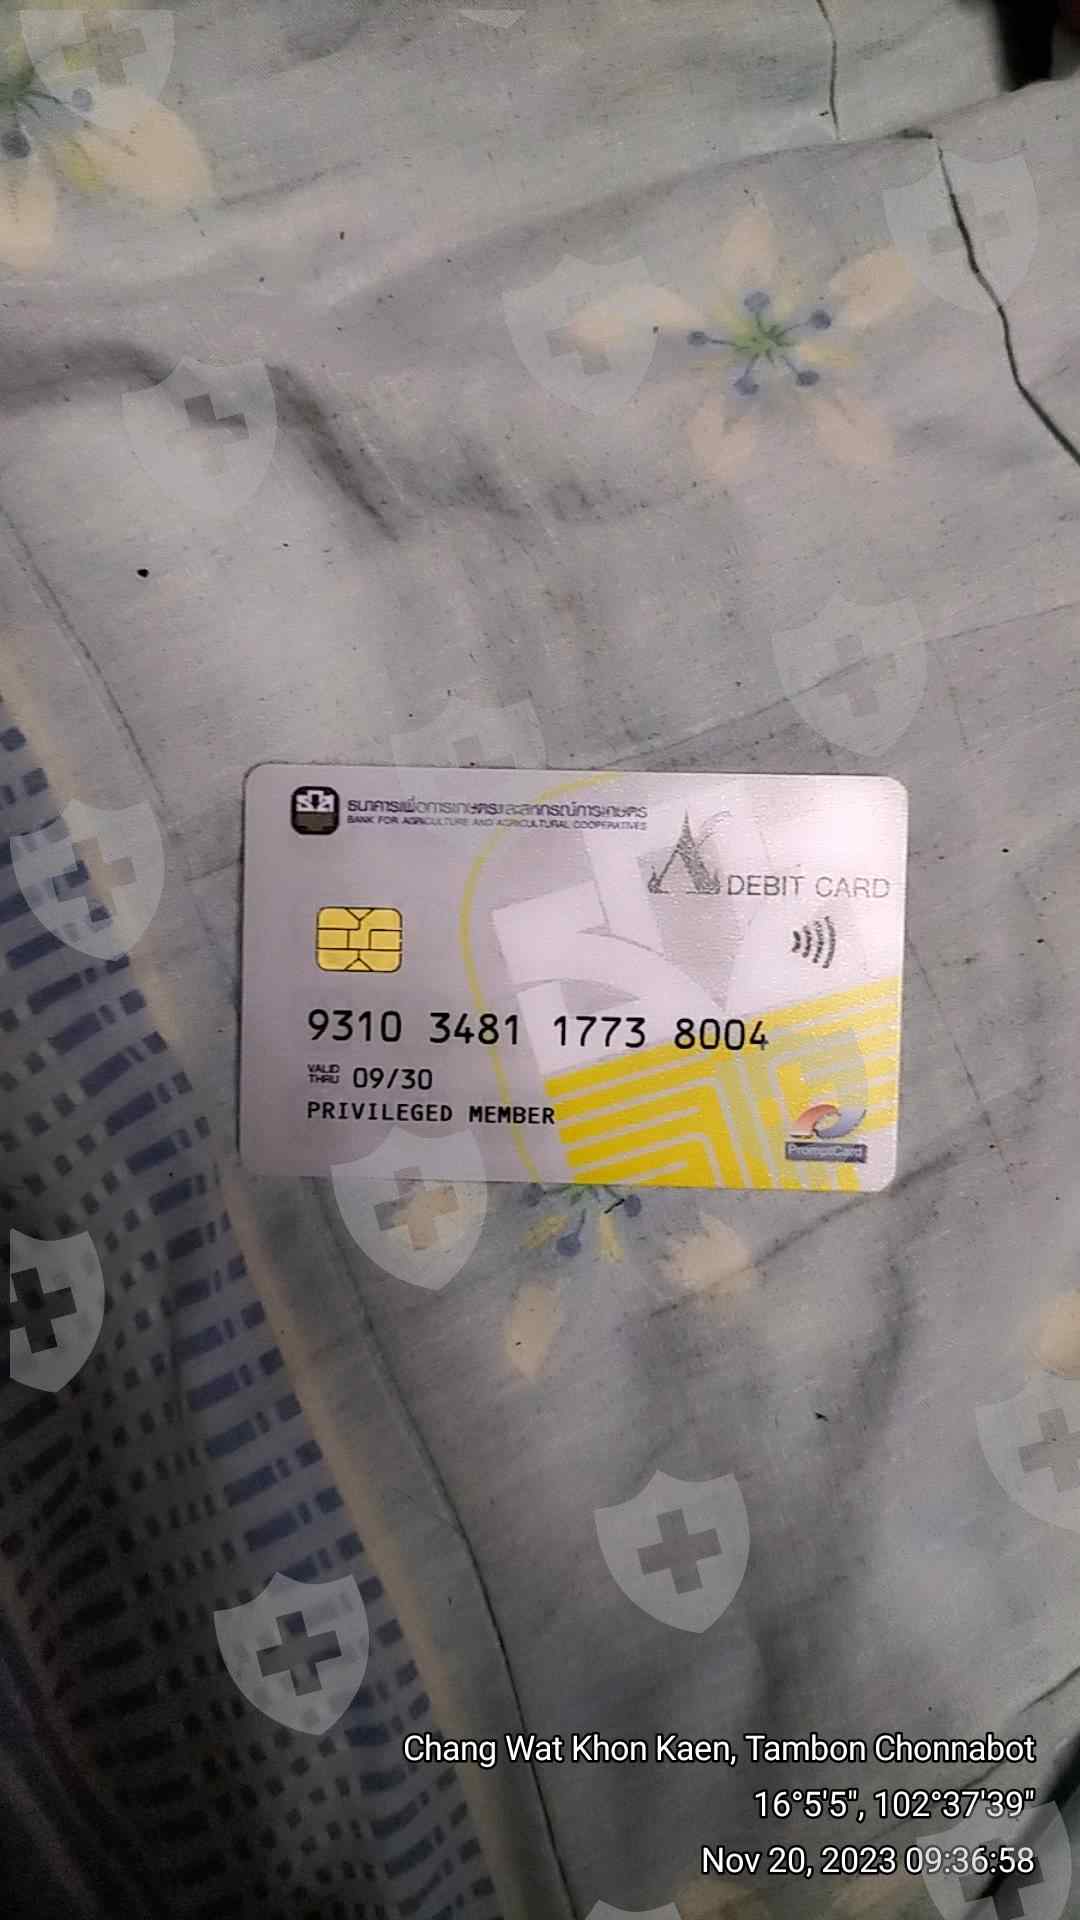 ธนาคารเพื่อการเกษตรและสหกรณ์การเกษตร
BANK FOR AGRICULTURE AND AGRICULTURAL COOPERATIVES
DEBIT CARD
9310 3481 1773 8004
VALID THRU 09/30
PRIVILEGED MEMBER
PromptCard
Chang Wat Khon Kaen, Tambon Chonnabot
16°5'5", 102°37'39"
Nov 20, 2023 09:36:58